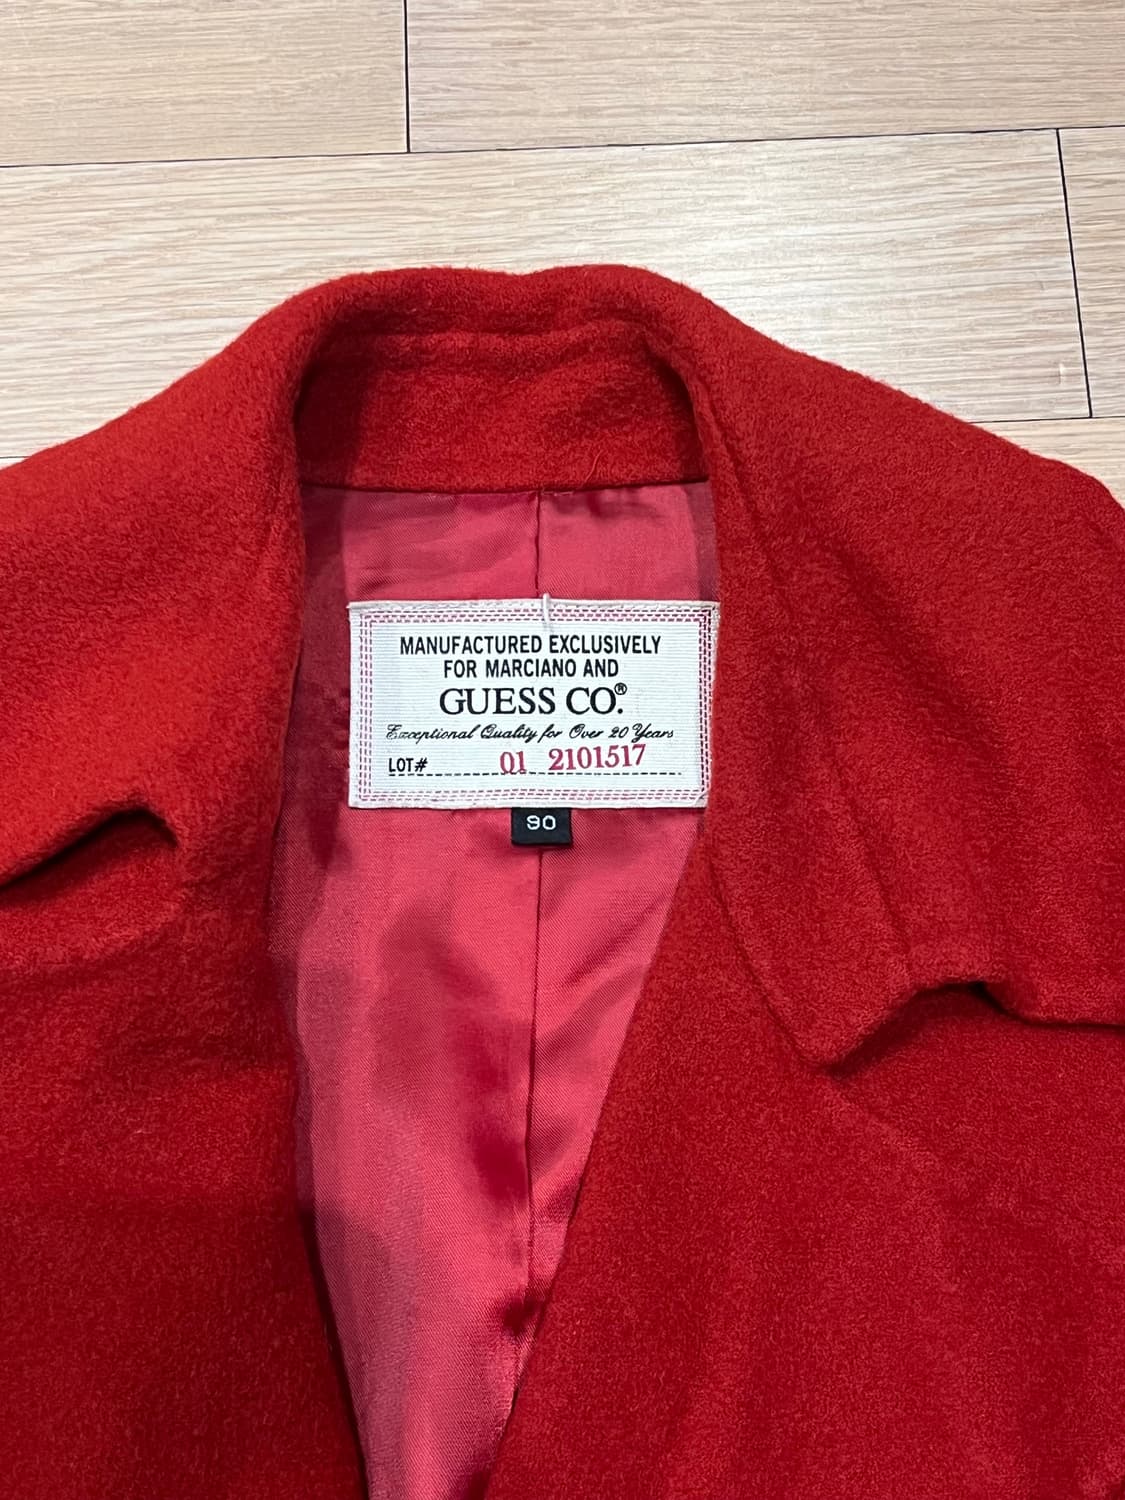 MANUFACTURED EXCLUSIVELY
FOR MARCIANO AND
GUESS CO.®
Exceptional Quality for Over 20 Years
LOT# 01 2101517
90